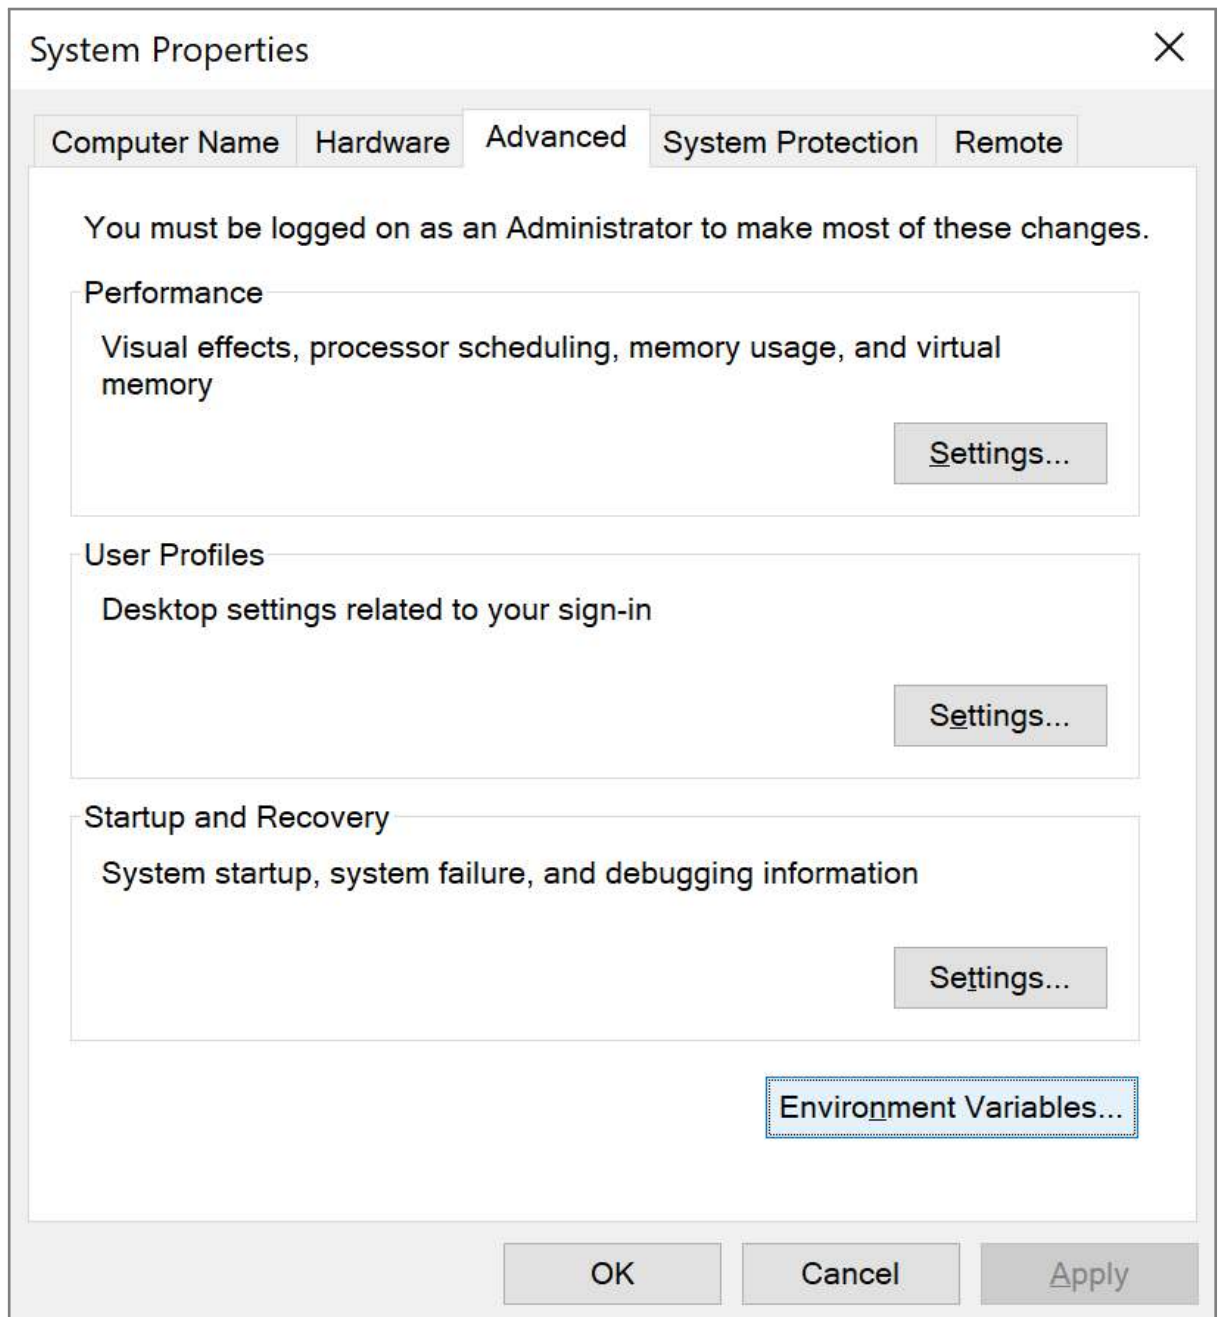 System Properties
Computer Name
Hardware
Advanced
System Protection
Remote
You must be logged on as an Administrator to make most of these changes.
Performance
Visual effects, processor scheduling, memory usage, and virtual
memory
Settings...
User Profiles
Desktop settings related to your sign-in
Settings...
Startup and Recovery
System startup, system failure, and debugging information
Settings...
Environment Variables...
OK
Cancel
Apply